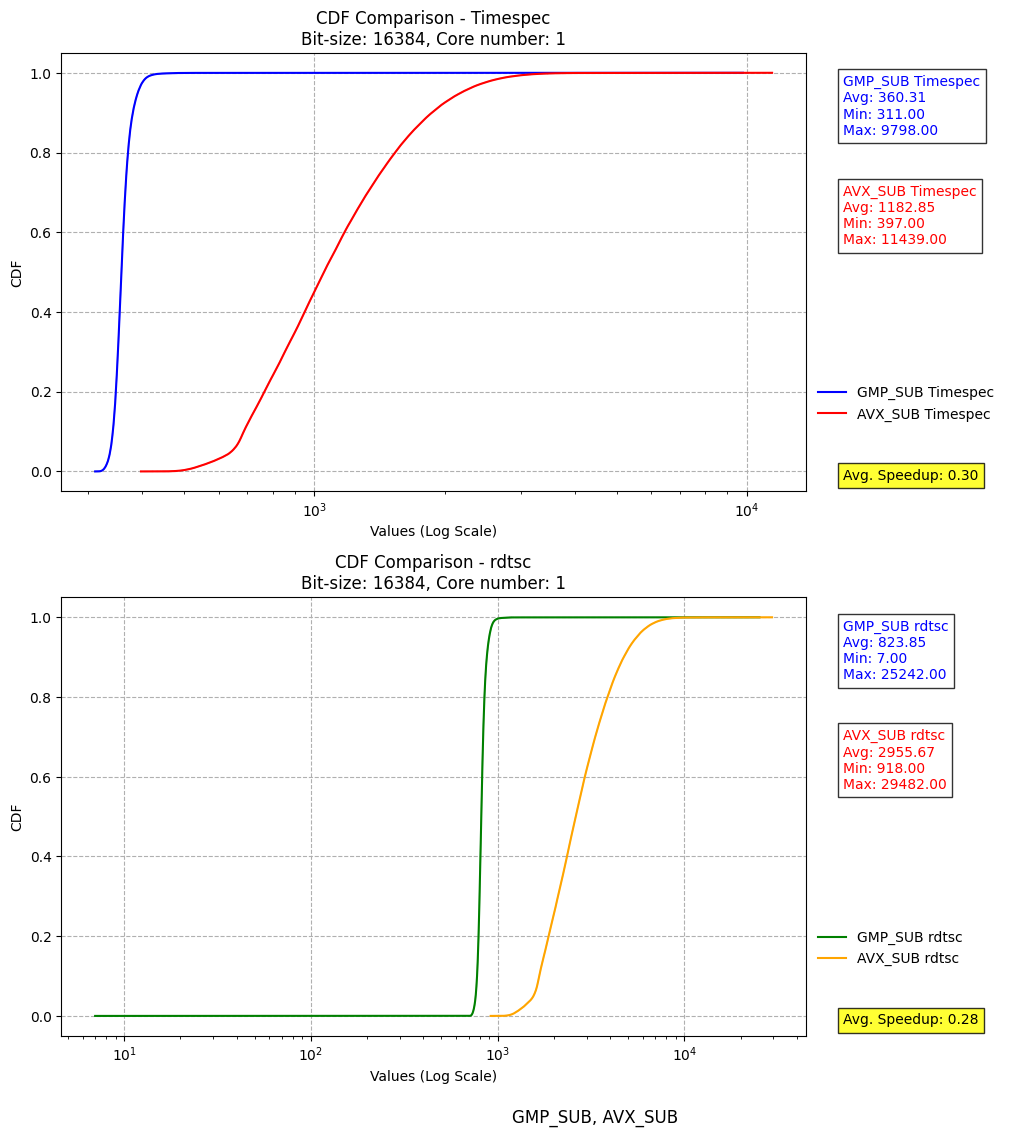 CDF Comparison - Timespec
Bit-size: 16384, Core number: 1
CDF
1.0
0.8
0.6
0.4
0.2
0.0
10^3
10^4
Values (Log Scale)
GMP_SUB Timespec
Avg: 360.31
Min: 311.00
Max: 9798.00
AVX_SUB Timespec
Avg: 1182.85
Min: 397.00
Max: 11439.00
GMP_SUB Timespec
AVX_SUB Timespec
Avg. Speedup: 0.30
CDF Comparison - rdtsc
Bit-size: 16384, Core number: 1
CDF
1.0
0.8
0.6
0.4
0.2
0.0
10^1
10^2
10^3
10^4
Values (Log Scale)
GMP_SUB rdtsc
Avg: 823.85
Min: 7.00
Max: 25242.00
AVX_SUB rdtsc
Avg: 2955.67
Min: 918.00
Max: 29482.00
GMP_SUB rdtsc
AVX_SUB rdtsc
Avg. Speedup: 0.28
GMP_SUB, AVX_SUB